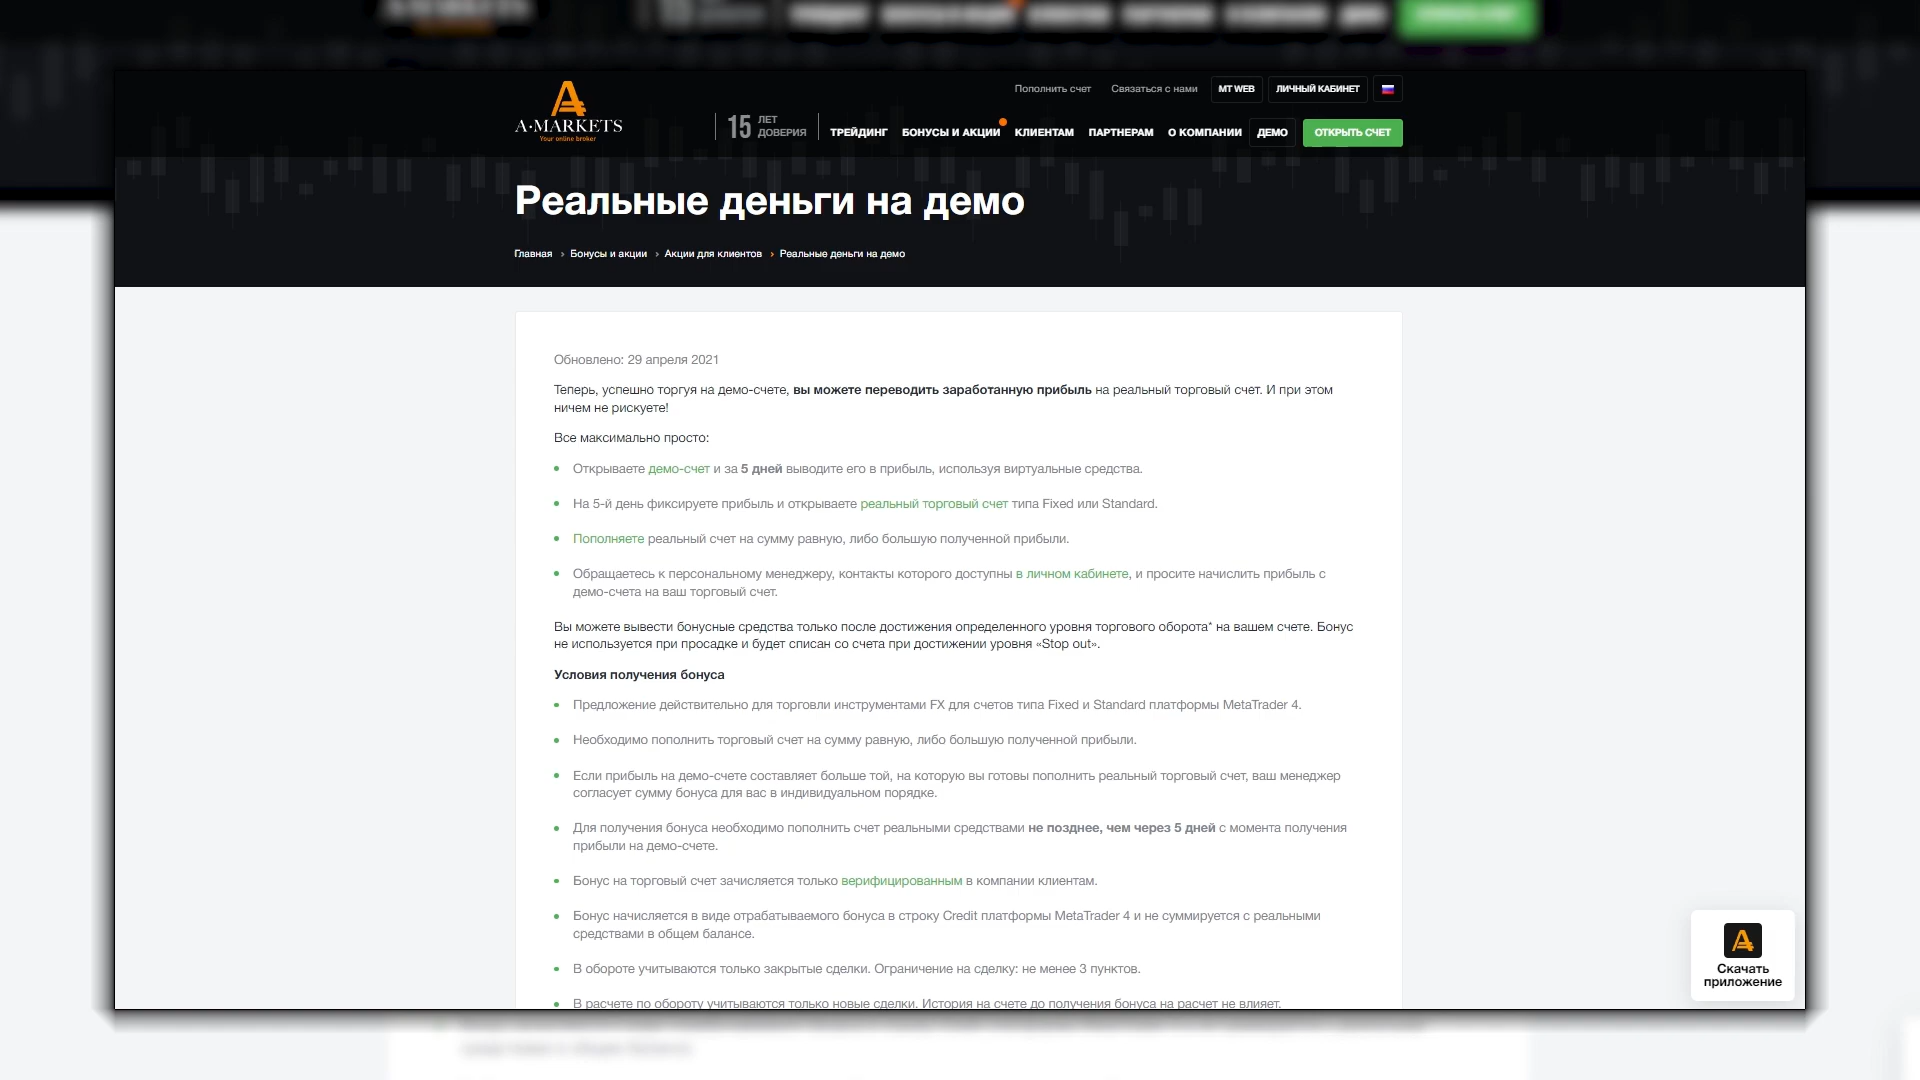 Пополнить счет
Связаться с нами
MT WEB
ЛИЧНЫЙ КАБИНЕТ
A·MARKETS
Your online broker
15 ЛЕТ ДОВЕРИЯ
ТРЕЙДИНГ
БОНУСЫ И АКЦИИ
КЛИЕНТАМ
ПАРТНЕРАМ
О КОМПАНИИ
ДЕМО
ОТКРЫТЬ СЧЕТ
Реальные деньги на демо
Главная › Бонусы и акции › Акции для клиентов › Реальные деньги на демо
Обновлено: 29 апреля 2021
Теперь, успешно торгуя на демо-счете, вы можете переводить заработанную прибыль на реальный торговый счет. И при этом
ничем не рискуете!
Все максимально просто:
Открываете демо-счет и за 5 дней выводите его в прибыль, используя виртуальные средства.
На 5-й день фиксируете прибыль и открываете реальный торговый счет типа Fixed или Standard.
Пополняете реальный счет на сумму равную, либо большую полученной прибыли.
Обращаетесь к персональному менеджеру, контакты которого доступны в личном кабинете, и просите начислить прибыль с
демо-счета на ваш торговый счет.
Вы можете вывести бонусные средства только после достижения определенного уровня торгового оборота* на вашем счете. Бонус
не используется при просадке и будет списан со счета при достижении уровня «Stop out».
Условия получения бонуса
Предложение действительно для торговли инструментами FX для счетов типа Fixed и Standard платформы MetaTrader 4.
Необходимо пополнить торговый счет на сумму равную, либо большую полученной прибыли.
Если прибыль на демо-счете составляет больше той, на которую вы готовы пополнить реальный торговый счет, ваш менеджер
согласует сумму бонуса для вас в индивидуальном порядке.
Для получения бонуса необходимо пополнить счет реальными средствами не позднее, чем через 5 дней с момента получения
прибыли на демо-счете.
Бонус на торговый счет зачисляется только верифицированным в компании клиентам.
Бонус начисляется в виде отрабатываемого бонуса в строку Credit платформы MetaTrader 4 и не суммируется с реальными
средствами в общем балансе.
В обороте учитываются только закрытые сделки. Ограничение на сделку: не менее 3 пунктов.
В расчете по обороту учитываются только новые сделки. История на счете до получения бонуса на расчет не влияет.
Скачать
приложение